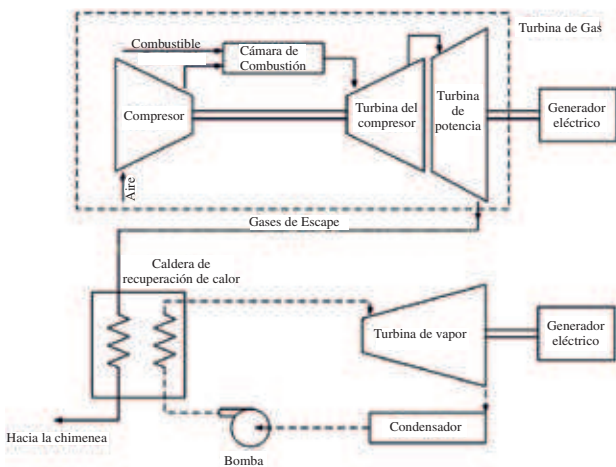 Turbina de Gas
Combustible
Cámara de
Combustión
Compresor
Turbina del
compresor
Turbina
de
potencia
Generador
eléctrico
Aire
Gases de Escape
Caldera de
recuperación de calor
Turbina de vapor
Generador
eléctrico
Condensador
Hacia la chimenea
Bomba